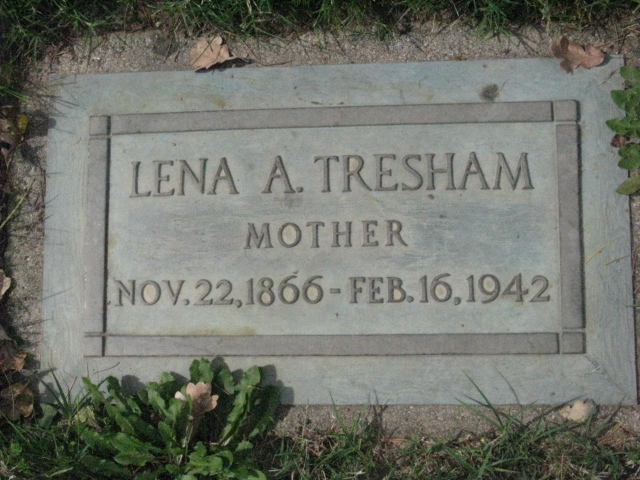 LENA A. TRESHAM
MOTHER
NOV. 22, 1866 - FEB. 16, 1942